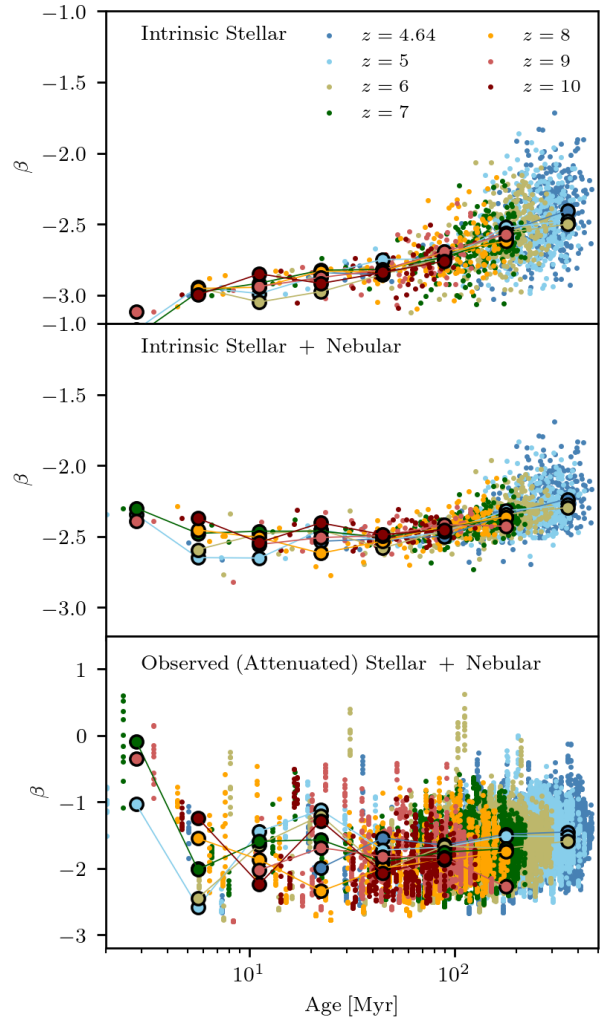 −1.0
Intrinsic Stellar
z = 4.64
z = 5
z = 6
z = 7
z = 8
z = 9
z = 10
−1.5
−2.0
β
−2.5
−3.0
−1.0
Intrinsic Stellar + Nebular
−1.5
−2.0
β
−2.5
−3.0
Observed (Attenuated) Stellar + Nebular
1
0
β
−1
−2
−3
10¹
10²
Age [Myr]